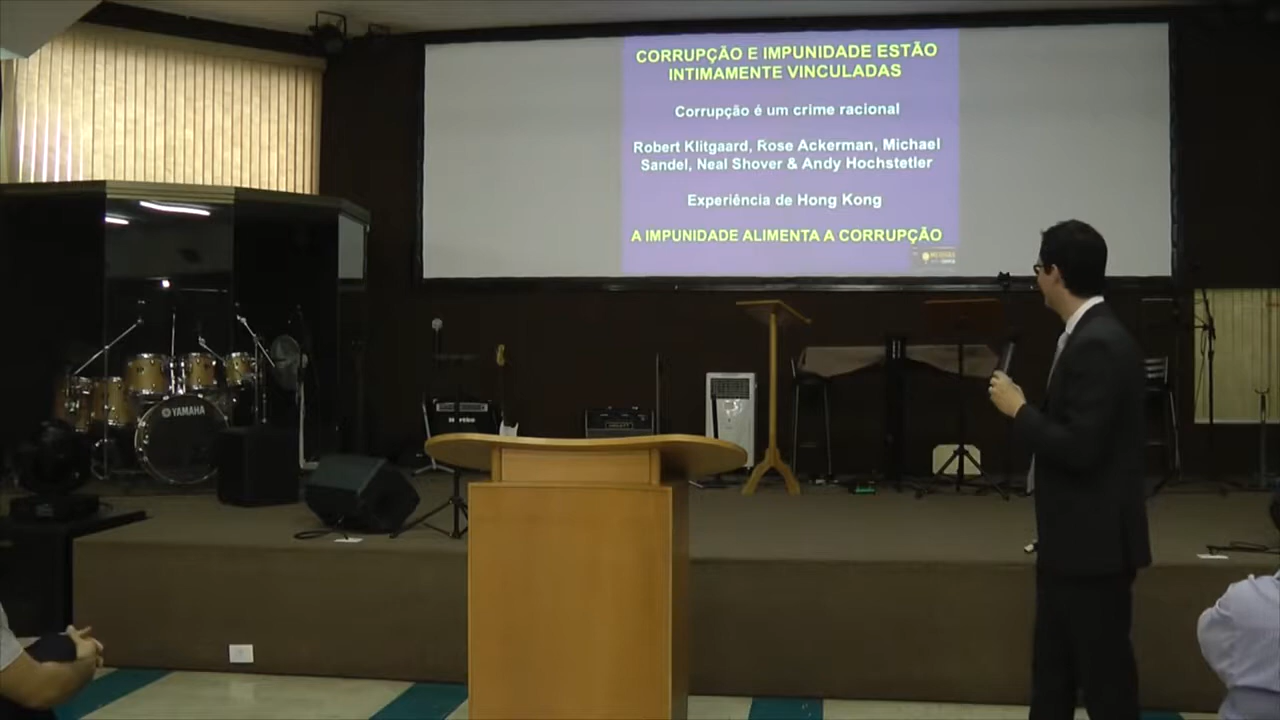 CORRUPÇÃO E IMPUNIDADE ESTÃO
INTIMAMENTE VINCULADAS
Corrupção é um crime racional
Robert Klitgaard, Rose Ackerman, Michael
Sandel, Neal Shover & Andy Hochstetler
Experiência de Hong Kong
A IMPUNIDADE ALIMENTA A CORRUPÇÃO
YAMAHA